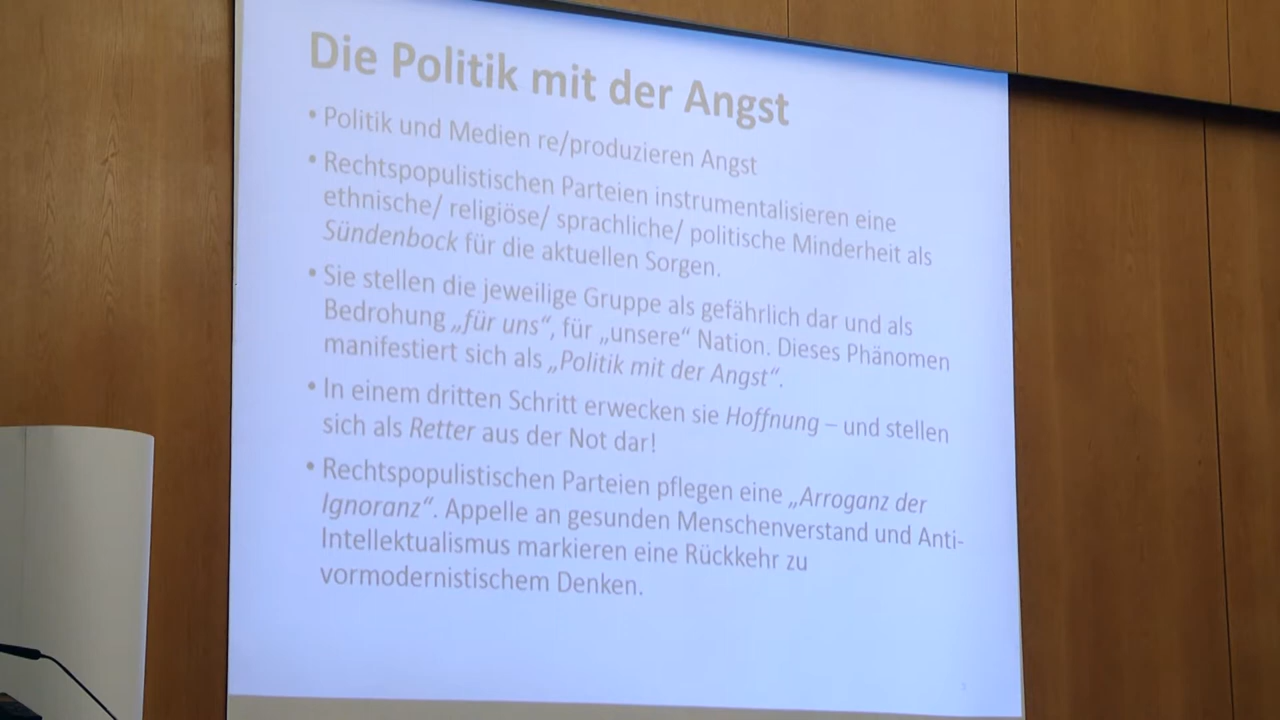 Die Politik mit der Angst
• Politik und Medien re/produzieren Angst
• Rechtspopulistischen Parteien instrumentalisieren eine
ethnische/ religiöse/ sprachliche/ politische Minderheit als
Sündenbock für die aktuellen Sorgen.
• Sie stellen die jeweilige Gruppe als gefährlich dar und als
Bedrohung „für uns“, für „unsere“ Nation. Dieses Phänomen
manifestiert sich als „Politik mit der Angst“.
• In einem dritten Schritt erwecken sie Hoffnung – und stellen
sich als Retter aus der Not dar!
• Rechtspopulistischen Parteien pflegen eine „Arroganz der
Ignoranz“. Appelle an gesunden Menschenverstand und Anti-
Intellektualismus markieren eine Rückkehr zu
vormodernistischem Denken.